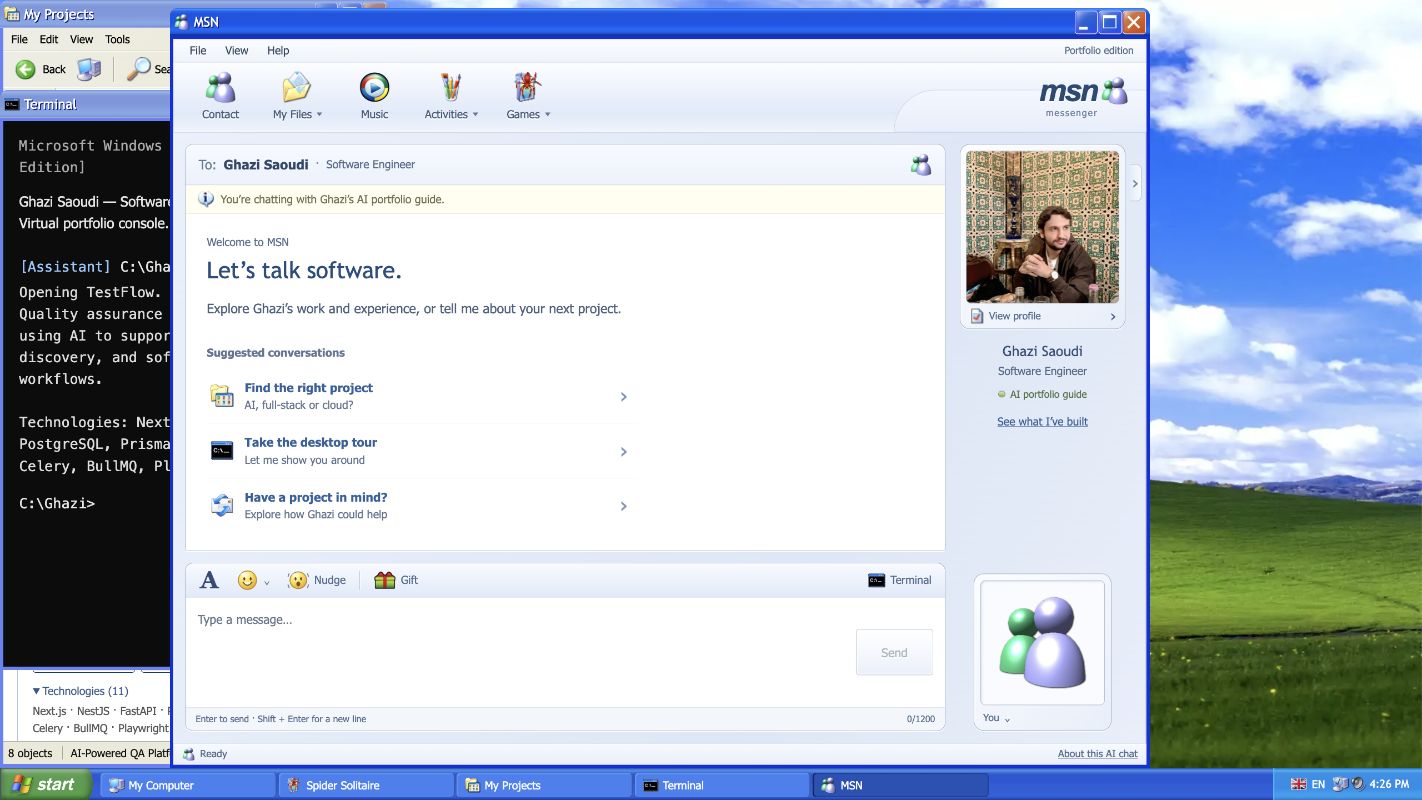 My Projects
File Edit View Tools
Back
Terminal
Microsoft Windows
Edition]
Ghazi Saoudi — Software
Virtual portfolio console.
[Assistant] C:\Gha
Opening TestFlow.
Quality assurance
using AI to support
discovery, and
workflows.
Technologies: Next
PostgreSQL, Prisma
Celery, BullMQ,
C:\Ghazi>
Technologies (11)
Next.js · NestJS · FastAPI ·
Celery · BullMQ · Playwright
8 objects
AI-Powered QA
MSN
File View Help
Portfolio edition
Contact
My Files
Music
Activities
Games
msn
messenger
To: Ghazi Saoudi · Software Engineer
You're chatting with Ghazi's AI portfolio guide.
Welcome to MSN
Let's talk software.
Explore Ghazi's work and experience, or tell me about your next project.
Suggested conversations
Find the right project
AI, full-stack or cloud?
Take the desktop tour
Let me show you around
Have a project in mind?
Explore how Ghazi could help
A
Nudge
Gift
Terminal
Type a message...
Send
Enter to send · Shift + Enter for a new line
0/1200
Ready
About this AI chat
View profile
Ghazi Saoudi
Software Engineer
AI portfolio guide
See what I've built
You
start
My Computer
Spider Solitaire
My Projects
Terminal
MSN
EN
4:26 PM